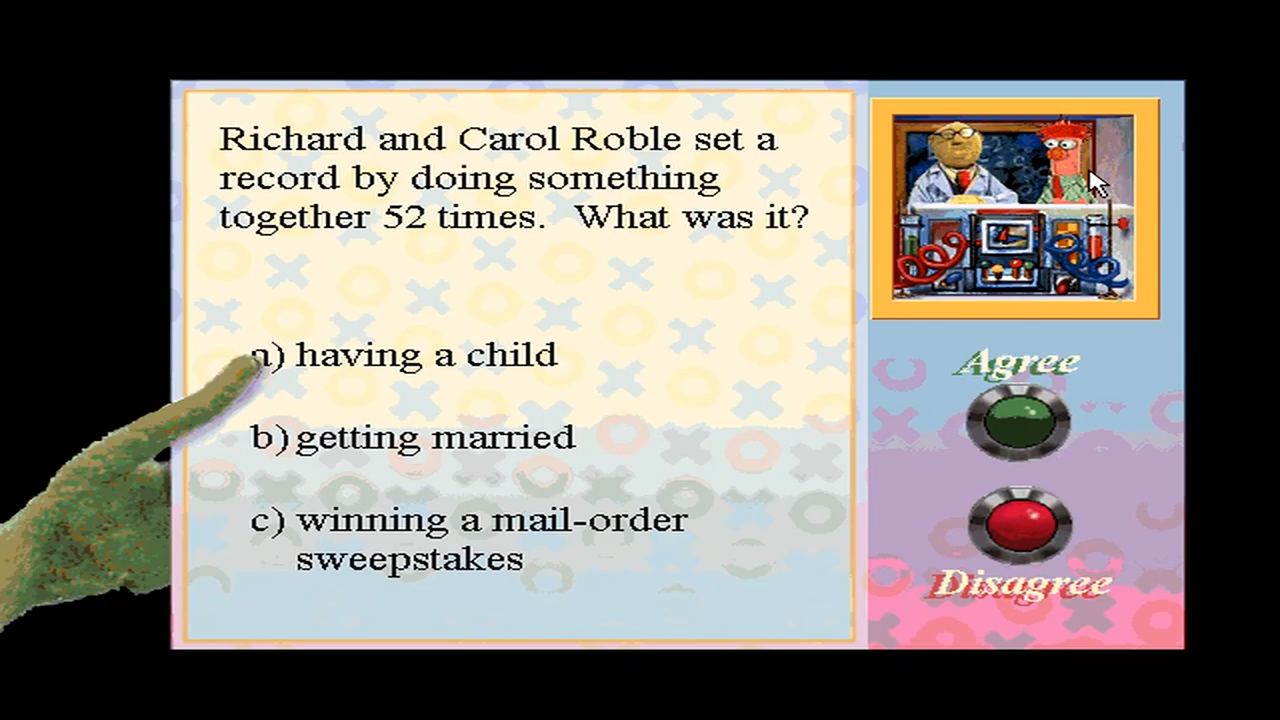 Richard and Carol Roble set a
record by doing something
together 52 times. What was it?
a) having a child
b) getting married
c) winning a mail-order
sweepstakes
Agree
Disagree